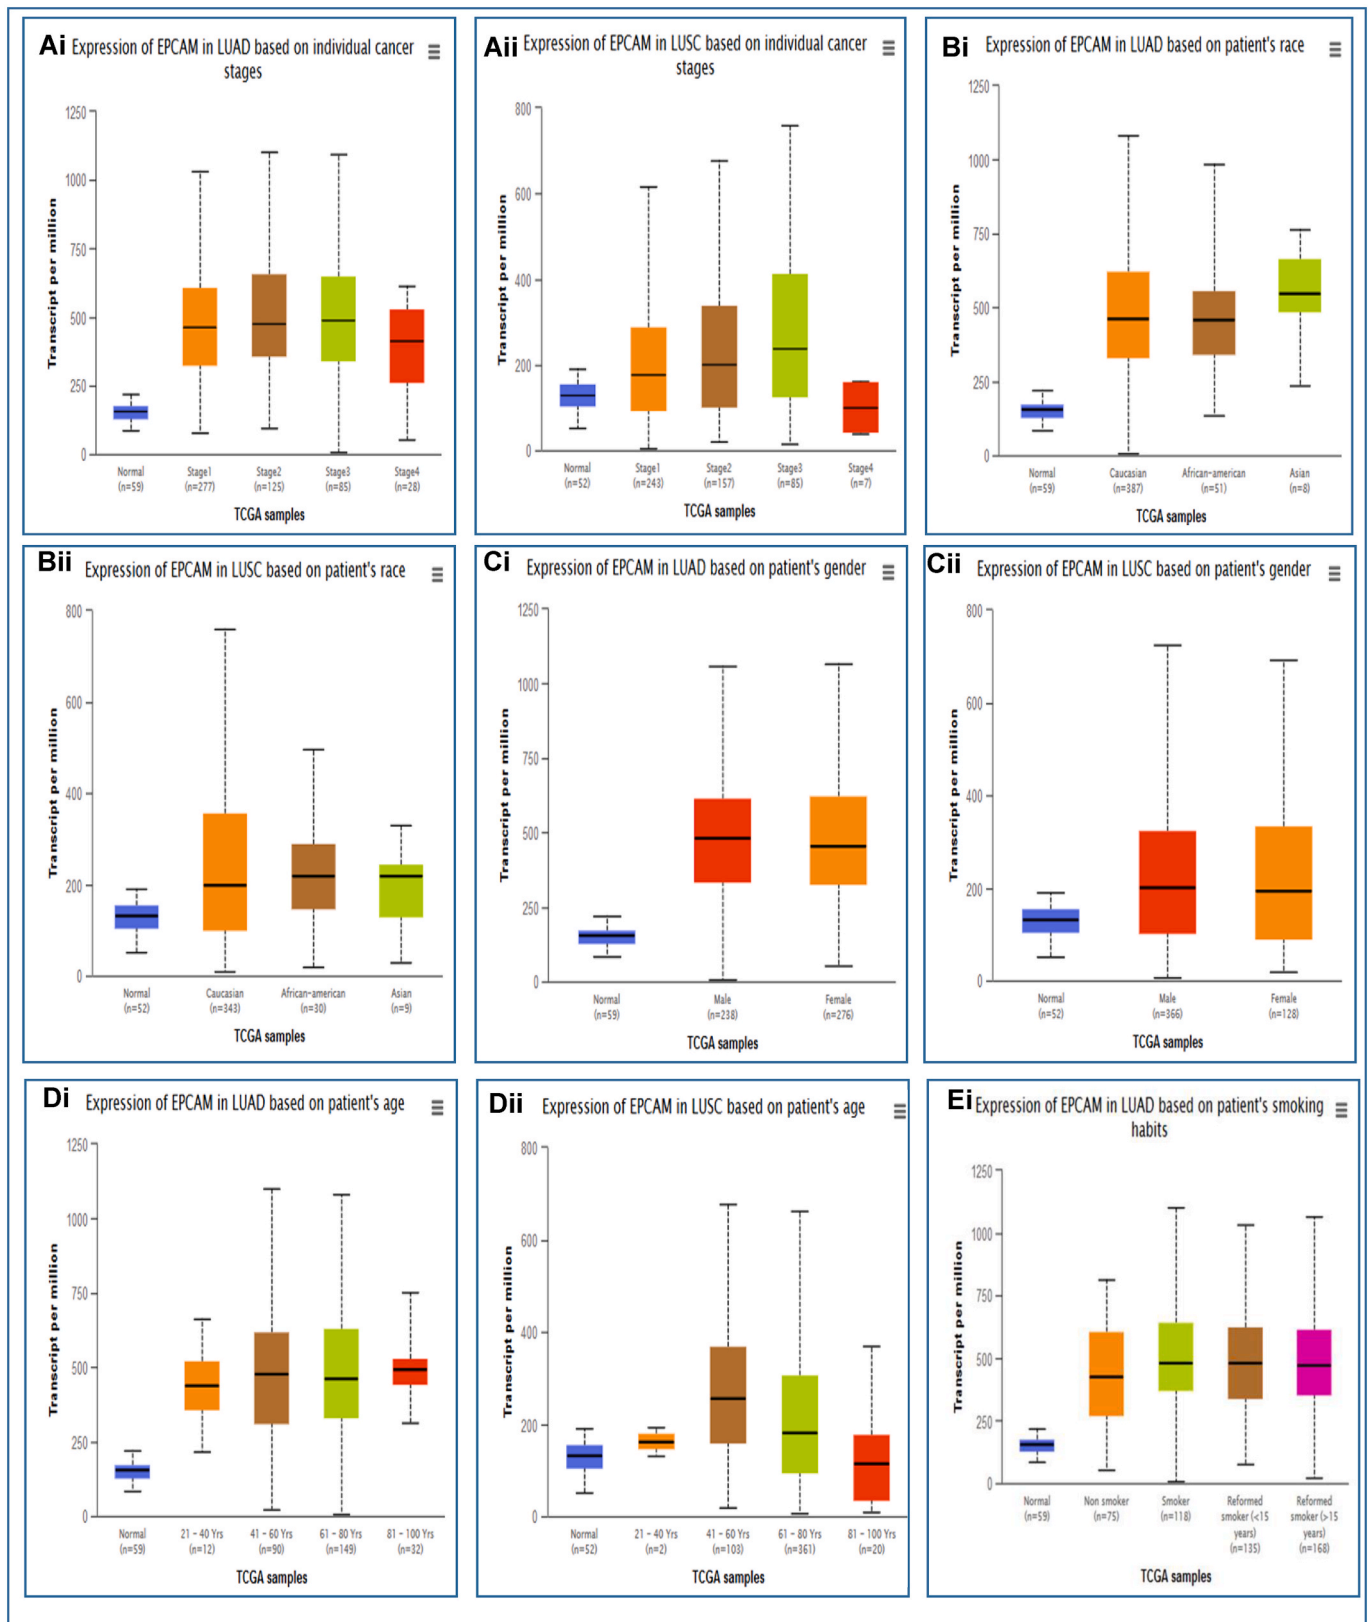 Ai Expression of EPCAM in LUAD based on individual cancer
stages
Transcript per million
1250
1000
750
500
250
0
Normal Stage1 Stage2 Stage3 Stage4
(n=59) (n=277) (n=125) (n=85) (n=28)
TCGA samples
Aii Expression of EPCAM in LUSC based on individual cancer
stages
Transcript per million
800
600
400
200
0
Normal Stage1 Stage2 Stage3 Stage4
(n=52) (n=243) (n=157) (n=85) (n=7)
TCGA samples
Bi Expression of EPCAM in LUAD based on patient's race
Transcript per million
1250
1000
750
500
250
0
Normal Caucasian African-american Asian
(n=59) (n=387) (n=51) (n=8)
TCGA samples
Bii Expression of EPCAM in LUSC based on patient's race
Transcript per million
800
600
400
200
0
Normal Caucasian African-american Asian
(n=52) (n=343) (n=30) (n=9)
TCGA samples
Ci Expression of EPCAM in LUAD based on patient's gender
Transcript per million
1250
1000
750
500
250
0
Normal Male Female
(n=59) (n=238) (n=276)
TCGA samples
Cii Expression of EPCAM in LUSC based on patient's gender
Transcript per million
800
600
400
200
0
Normal Male Female
(n=52) (n=366) (n=128)
TCGA samples
Di Expression of EPCAM in LUAD based on patient's age
Transcript per million
1250
1000
750
500
250
0
Normal 21 - 40 Yrs 41 - 60 Yrs 61 - 80 Yrs 81 - 100 Yrs
(n=59) (n=12) (n=90) (n=149) (n=32)
TCGA samples
Dii Expression of EPCAM in LUSC based on patient's age
Transcript per million
800
600
400
200
0
Normal 21 - 40 Yrs 41 - 60 Yrs 61 - 80 Yrs 81 - 100 Yrs
(n=52) (n=2) (n=103) (n=361) (n=20)
TCGA samples
Ei Expression of EPCAM in LUAD based on patient's smoking
habits
Transcript per million
1250
1000
750
500
250
0
Normal Non smoker Smoker Reformed Reformed
(n=59) (n=75) (n=118) smoker (<15 smoker (>15
years) years)
(n=135) (n=168)
TCGA samples